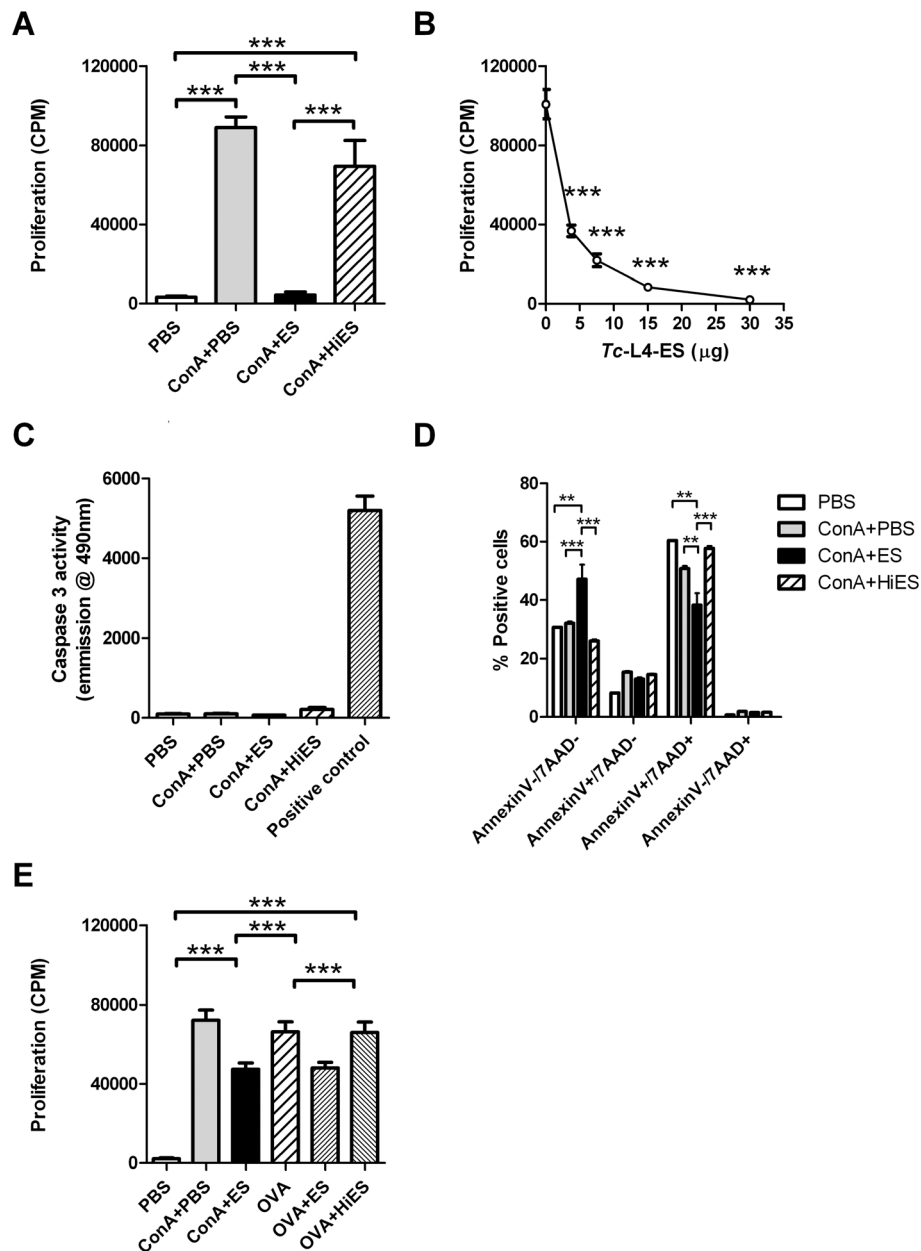 A
Proliferation (CPM)
120000
80000
40000
0
***
***
***
***
PBS
ConA+PBS
ConA+ES
ConA+HiES
B
Proliferation (CPM)
120000
80000
40000
0
***
***
***
***
0 5 10 15 20 25 30 35
Tc-L4-ES (μg)
C
Caspase 3 activity
(emmission @ 490nm)
6000
4000
2000
0
PBS
ConA+PBS
ConA+ES
ConA+HiES
Positive control
D
% Positive cells
80
60
40
20
0
**
***
***
**
***
**
AnnexinV-/7AAD-
AnnexinV+/7AAD-
AnnexinV+/7AAD+
AnnexinV-/7AAD+
PBS
ConA+PBS
ConA+ES
ConA+HiES
E
Proliferation (CPM)
120000
80000
40000
0
***
***
***
***
PBS
ConA+PBS
ConA+ES
OVA
OVA+ES
OVA+HiES